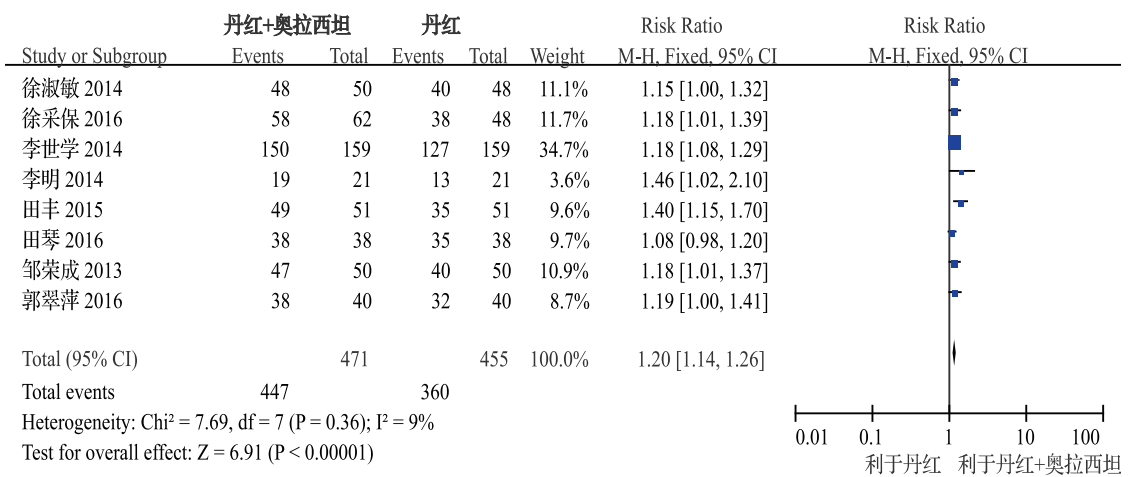 丹红+奥拉西坦 丹红 Risk Ratio Risk Ratio
Study or Subgroup Events Total Events Total Weight M-H, Fixed, 95% CI M-H, Fixed, 95% CI
徐淑敏 2014 48 50 40 48 11.1% 1.15 [1.00, 1.32]
徐采保 2016 58 62 38 48 11.7% 1.18 [1.01, 1.39]
李世学 2014 150 159 127 159 34.7% 1.18 [1.08, 1.29]
李明 2014 19 21 13 21 3.6% 1.46 [1.02, 2.10]
田丰 2015 49 51 35 51 9.6% 1.40 [1.15, 1.70]
田琴 2016 38 38 35 38 9.7% 1.08 [0.98, 1.20]
邹荣成 2013 47 50 40 50 10.9% 1.18 [1.01, 1.37]
郭翠萍 2016 38 40 32 40 8.7% 1.19 [1.00, 1.41]
Total (95% CI) 471 455 100.0% 1.20 [1.14, 1.26]
Total events 447 360
Heterogeneity: Chi² = 7.69, df = 7 (P = 0.36); I² = 9%
Test for overall effect: Z = 6.91 (P < 0.00001)
0.01 0.1 1 10 100
利于丹红 利于丹红+奥拉西坦